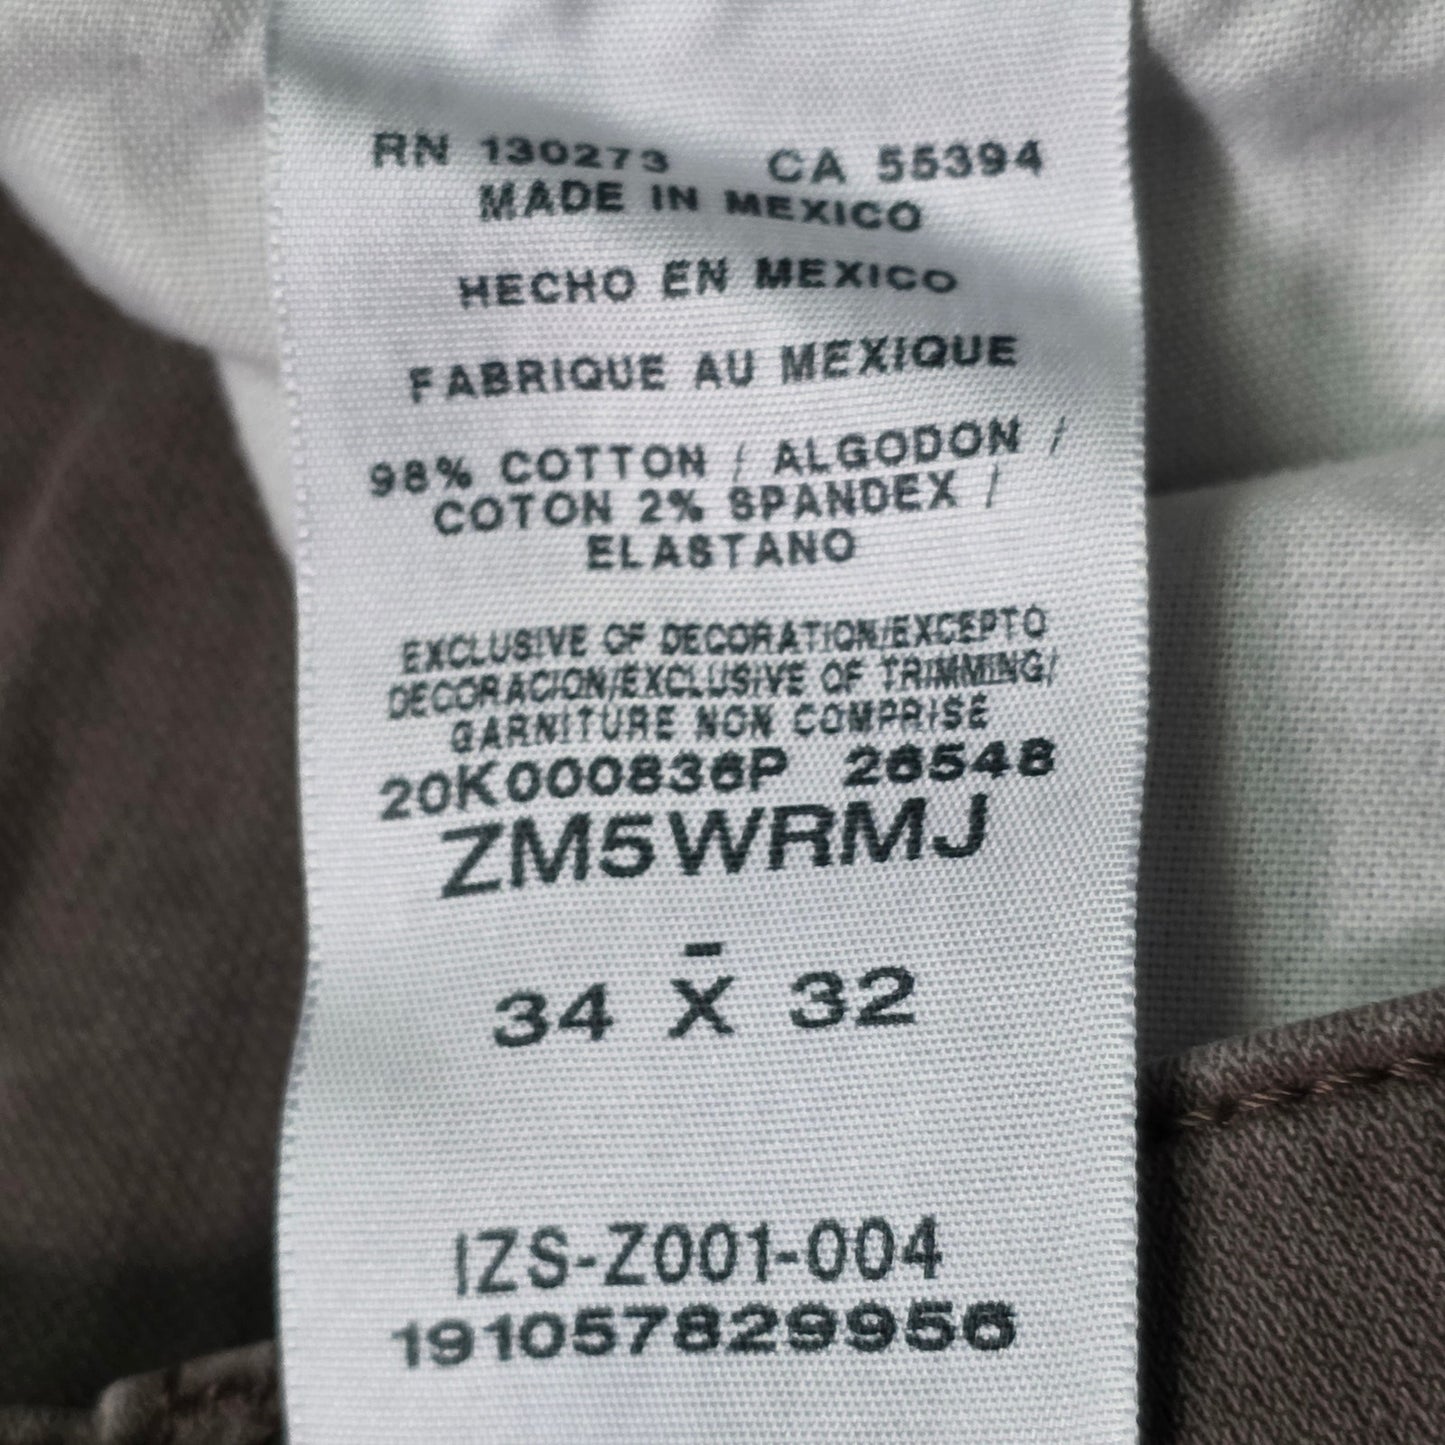 RN 130273 CA 55394
MADE IN MEXICO
HECHO EN MEXICO
FABRIQUE AU MEXIQUE
98% COTTON / ALGODON /
COTON 2% SPANDEX /
ELASTANO
EXCLUSIVE OF DECORATION/EXCEPTO
DECORACION/EXCLUSIVE OF TRIMMING/
GARNITURE NON COMPRISE
20K000836P 26548
ZM5WRMJ
-
34 X 32
IZS-Z001-004
191057829956